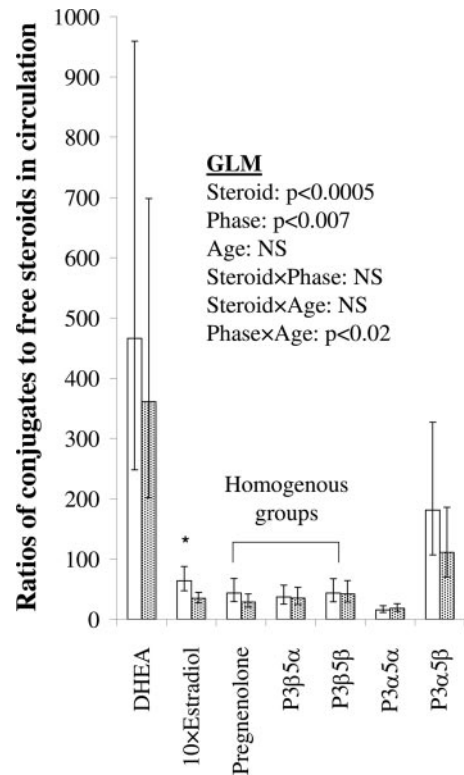 Ratios of conjugates to free steroids in circulation
1000
900
800
700
600
500
400
300
200
100
0
GLM
Steroid: p<0.0005
Phase: p<0.007
Age: NS
Steroid×Phase: NS
Steroid×Age: NS
Phase×Age: p<0.02
Homogenous
groups
*
DHEA
10×Estradiol
Pregnenolone
P3β5α
P3β5β
P3α5α
P3α5β